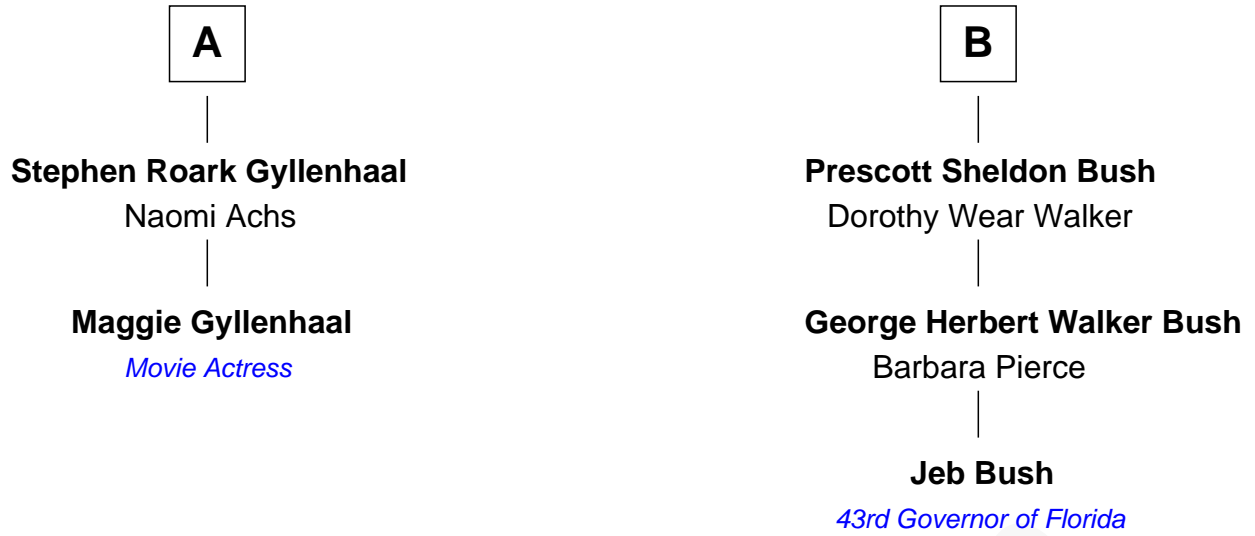 A
Stephen Roark Gyllenhaal
Naomi Achs
Maggie Gyllenhaal
Movie Actress
B
Prescott Sheldon Bush
Dorothy Wear Walker
George Herbert Walker Bush
Barbara Pierce
Jeb Bush
43rd Governor of Florida